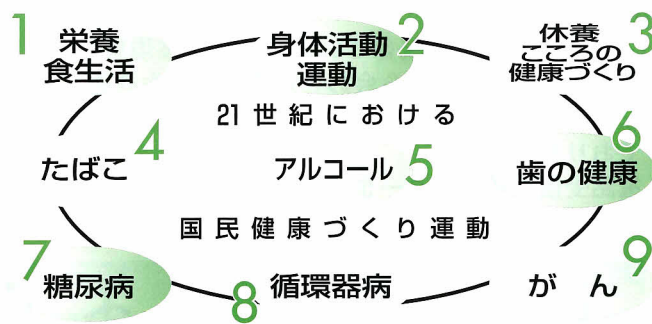 1 栄養
食生活
2 身体活動
運動
3 休養
こころの
健康づくり
21世紀における
4 たばこ
5 アルコール
6 歯の健康
国民健康づくり運動
7 糖尿病
8 循環器病
9 がん